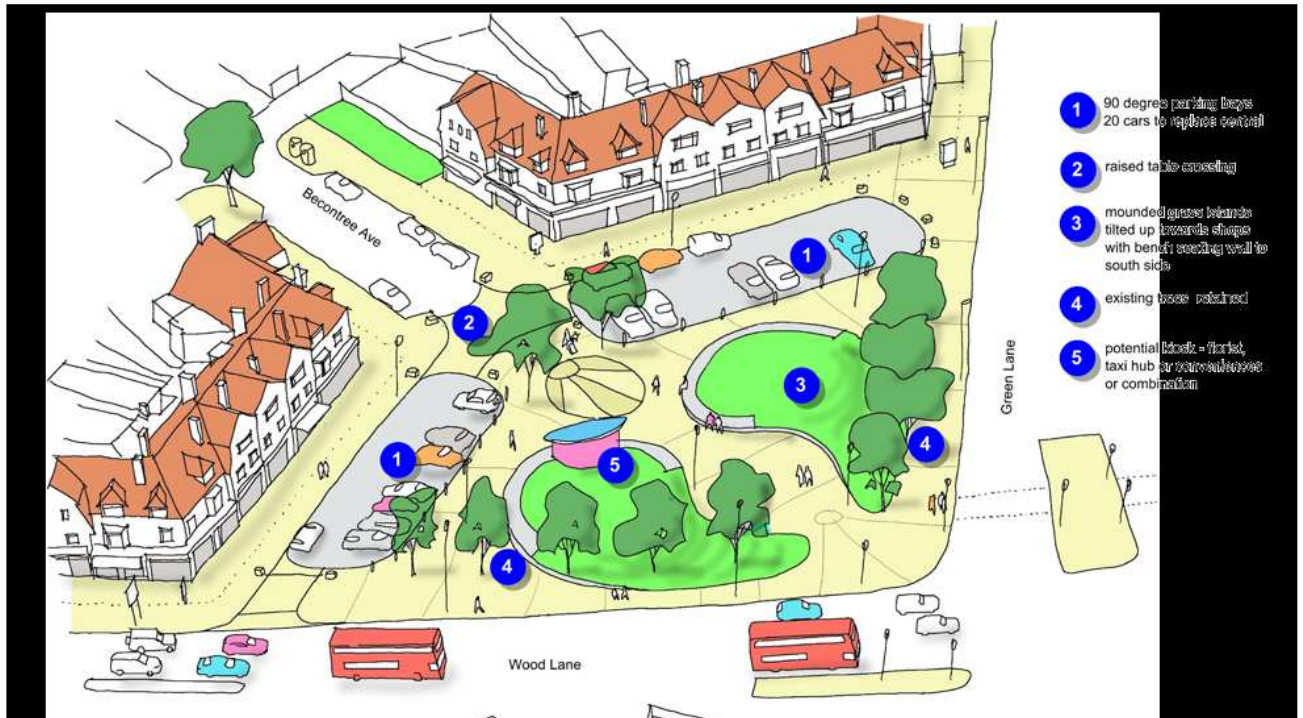 1 90 degree parking bays
20 cars to replace central
2 raised table crossing
3 mounded grass islands
tilted up towards shops
with bench seating wall to
south side
4 existing trees retained
5 potential kiosk - florist,
taxi hub or conveniences
or combination
Becontree Ave
1
2
3
Green Lane
1
5
4
4
Wood Lane